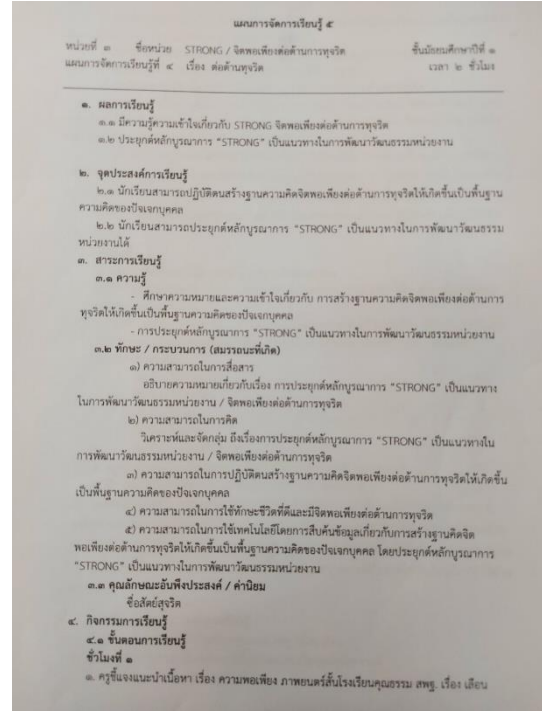 แผนการจัดการเรียนรู้ ๕
หน่วยที่ ๓ ชื่อหน่วย STRONG / จิตพอเพียงต่อต้านการทุจริต ชั้นมัธยมศึกษาปีที่ ๑
แผนการจัดการเรียนรู้ที่ ๔ เรื่อง ต่อต้านทุจริต เวลา ๒ ชั่วโมง
๑. ผลการเรียนรู้
๑.๑ มีความรู้ความเข้าใจเกี่ยวกับ STRONG จิตพอเพียงต่อต้านการทุจริต
๑.๒ ประยุกต์หลักบูรณาการ “STRONG” เป็นแนวทางในการพัฒนาวัฒนธรรมหน่วยงาน
๒. จุดประสงค์การเรียนรู้
๒.๑ นักเรียนสามารถปฏิบัติตนสร้างฐานความคิดจิตพอเพียงต่อต้านการทุจริตให้เกิดขึ้นเป็นพื้นฐาน
ความคิดของปัจเจกบุคคล
๒.๒ นักเรียนสามารถประยุกต์หลักบูรณาการ “STRONG” เป็นแนวทางในการพัฒนาวัฒนธรรม
หน่วยงานได้
๓. สาระการเรียนรู้
๓.๑ ความรู้
- ศึกษาความหมายและความเข้าใจเกี่ยวกับ การสร้างฐานความคิดจิตพอเพียงต่อต้านการ
ทุจริตให้เกิดขึ้นเป็นพื้นฐานความคิดของปัจเจกบุคคล
- การประยุกต์หลักบูรณาการ “STRONG” เป็นแนวทางในการพัฒนาวัฒนธรรมหน่วยงาน
๓.๒ ทักษะ / กระบวนการ (สมรรถนะที่เกิด)
๑) ความสามารถในการสื่อสาร
อธิบายความหมายเกี่ยวกับเรื่อง การประยุกต์หลักบูรณาการ “STRONG” เป็นแนวทาง
ในการพัฒนาวัฒนธรรมหน่วยงาน / จิตพอเพียงต่อต้านการทุจริต
๒) ความสามารถในการคิด
วิเคราะห์และจัดกลุ่ม ถึงเรื่องการประยุกต์หลักบูรณาการ “STRONG” เป็นแนวทางใน
การพัฒนาวัฒนธรรมหน่วยงาน / จิตพอเพียงต่อต้านการทุจริต
๓) ความสามารถในการปฏิบัติตนสร้างฐานความคิดจิตพอเพียงต่อต้านการทุจริตให้เกิดขึ้น
เป็นพื้นฐานความคิดของปัจเจกบุคคล
๔) ความสามารถในการใช้ทักษะชีวิตที่ดีและมีจิตพอเพียงต่อต้านการทุจริต
๕) ความสามารถในการใช้เทคโนโลยีโดยการสืบค้นข้อมูลเกี่ยวกับการสร้างฐานคิดจิต
พอเพียงต่อต้านการทุจริตให้เกิดขึ้นเป็นพื้นฐานความคิดของปัจเจกบุคคล โดยประยุกต์หลักบูรณาการ
“STRONG” เป็นแนวทางในการพัฒนาวัฒนธรรมหน่วยงาน
๓.๓ คุณลักษณะอันพึงประสงค์ / ค่านิยม
ซื่อสัตย์สุจริต
๔. กิจกรรมการเรียนรู้
๔.๑ ขั้นตอนการเรียนรู้
ชั่วโมงที่ ๑
๑. ครูชี้แจงแนะนำเนื้อหา เรื่อง ความพอเพียง ภาพยนตร์สั้นโรงเรียนคุณธรรม สพฐ. เรื่อง เลือน